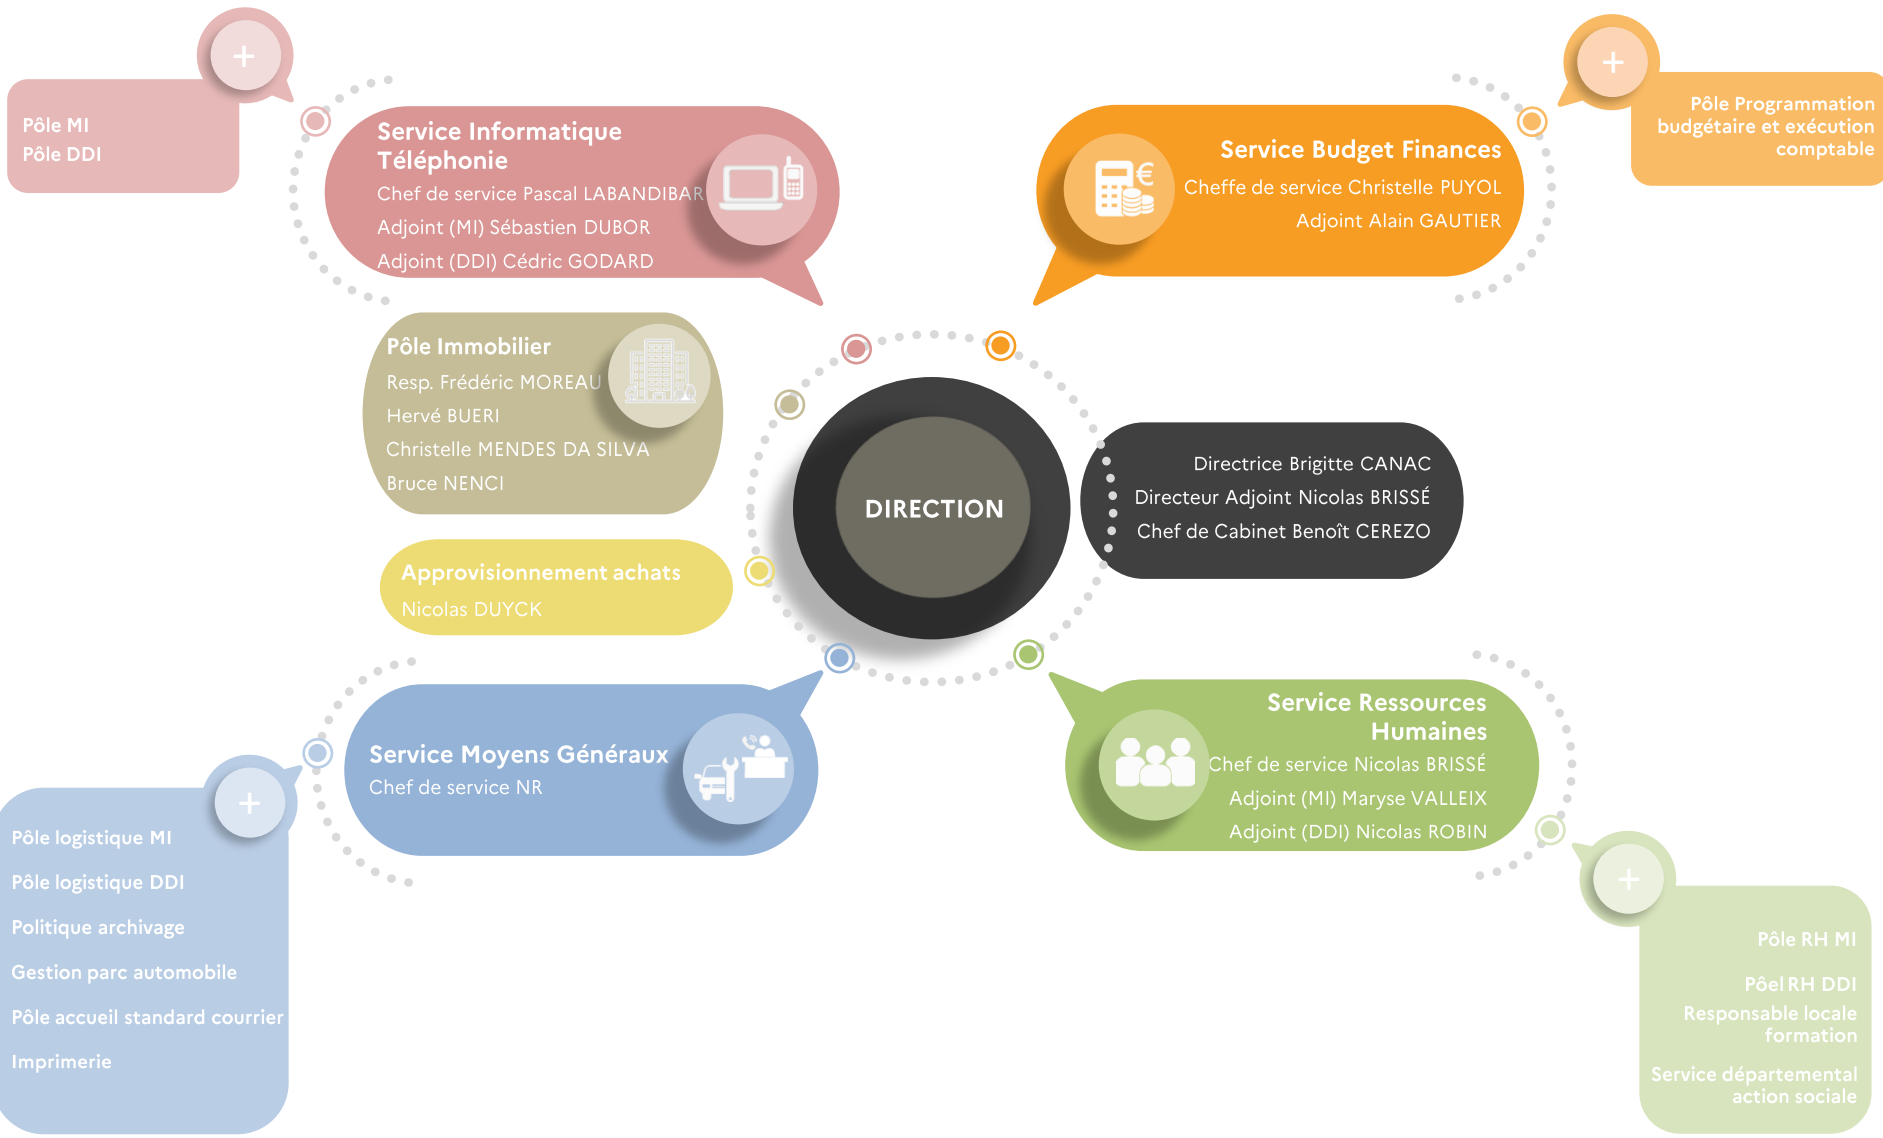 +
Pôle MI
Pôle DDI
Service Informatique
Téléphonie
Chef de service Pascal LABANDIBAR
Adjoint (MI) Sébastien DUBOR
Adjoint (DDI) Cédric GODARD
€
Service Budget Finances
Cheffe de service Christelle PUYOL
Adjoint Alain GAUTIER
+
Pôle Programmation
budgétaire et exécution
comptable
Pôle Immobilier
Resp. Frédéric MOREAU
Hervé BUERI
Christelle MENDES DA SILVA
Bruce NENCI
DIRECTION
Directrice Brigitte CANAC
Directeur Adjoint Nicolas BRISSÉ
Chef de Cabinet Benoît CEREZO
Approvisionnement achats
Nicolas DUYCK
Service Moyens Généraux
Chef de service NR
+
Pôle logistique MI
Pôle logistique DDI
Politique archivage
Gestion parc automobile
Pôle accueil standard courrier
Imprimerie
Service Ressources
Humaines
Chef de service Nicolas BRISSÉ
Adjoint (MI) Maryse VALLEIX
Adjoint (DDI) Nicolas ROBIN
+
Pôle RH MI
Pôel RH DDI
Responsable locale
formation
Service départemental
action sociale